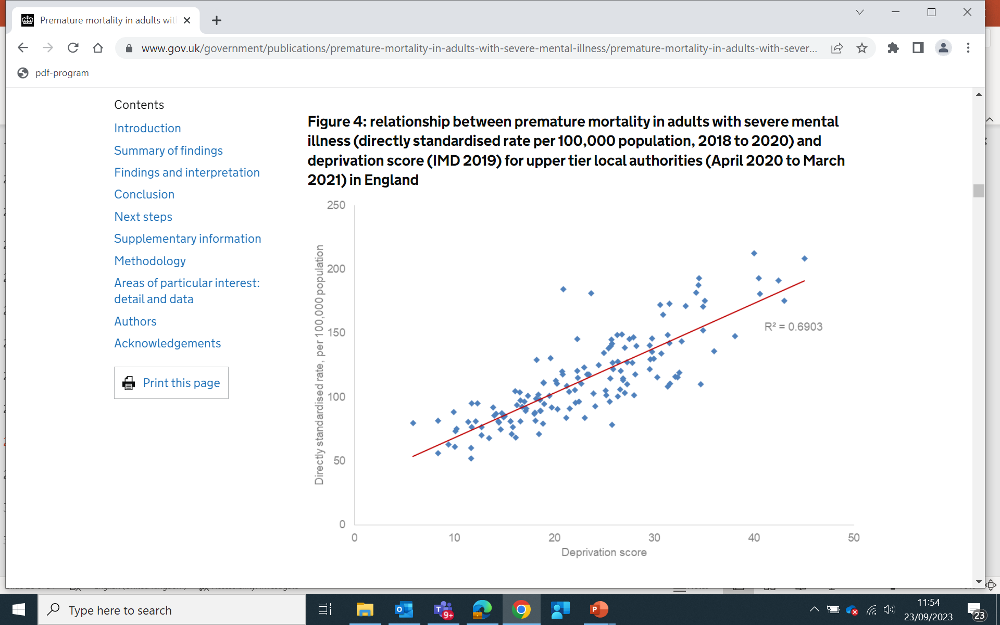 Premature mortality in adults wit
www.gov.uk/government/publications/premature-mortality-in-adults-with-severe-mental-illness/premature-mortality-in-adults-with-sever...
pdf-program
Contents
Introduction
Summary of findings
Findings and interpretation
Conclusion
Next steps
Supplementary information
Methodology
Areas of particular interest:
detail and data
Authors
Acknowledgements
Print this page
Figure 4: relationship between premature mortality in adults with severe mental
illness (directly standardised rate per 100,000 population, 2018 to 2020) and
deprivation score (IMD 2019) for upper tier local authorities (April 2020 to March
2021) in England
Directly standardised rate, per 100,000 population
250
200
150
100
50
0
R² = 0.6903
0 10 20 30 40 50
Deprivation score
Type here to search
9+
11:54
23/09/2023
23